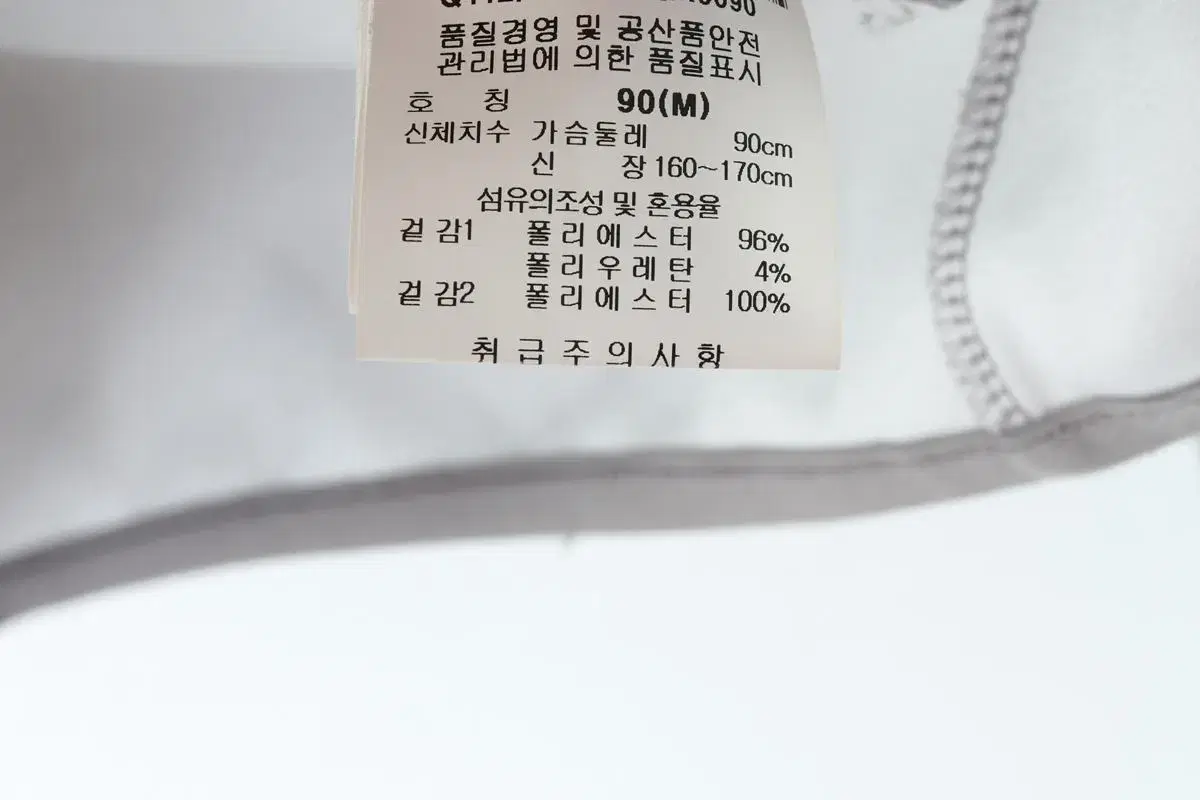 품질경영 및 공산품안전
관리법에 의한 품질표시
호 칭 90(M)
신체치수 가슴둘레 90cm
신 장 160~170cm
섬유의조성 및 혼용율
겉 감1 폴리에스터 96%
폴리우레탄 4%
겉 감2 폴리에스터 100%
취급주의사항